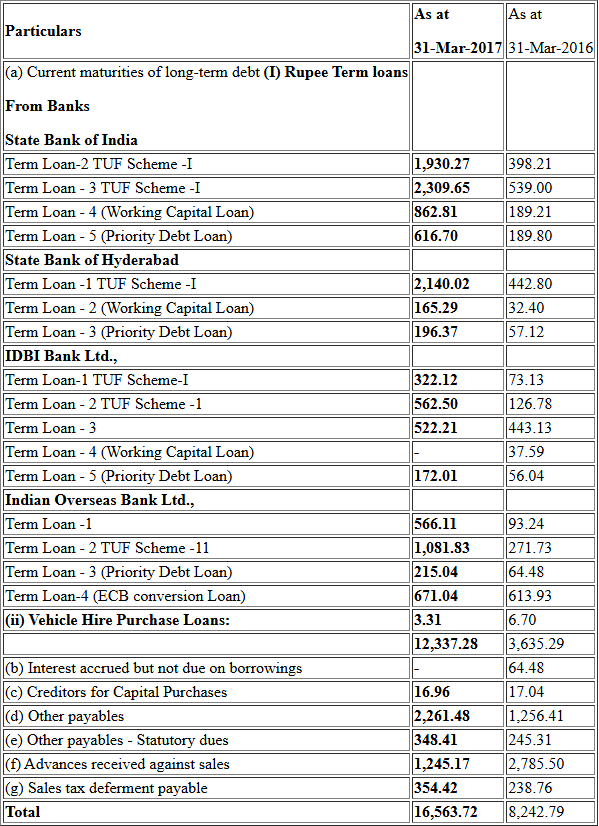 Particulars As at As at
31-Mar-2017 31-Mar-2016
(a) Current maturities of long-term debt (I) Rupee Term loans
From Banks
State Bank of India
Term Loan-2 TUF Scheme -I 1,930.27 398.21
Term Loan - 3 TUF Scheme -I 2,309.65 539.00
Term Loan - 4 (Working Capital Loan) 862.81 189.21
Term Loan - 5 (Priority Debt Loan) 616.70 189.80
State Bank of Hyderabad
Term Loan -1 TUF Scheme -I 2,140.02 442.80
Term Loan - 2 (Working Capital Loan) 165.29 32.40
Term Loan - 3 (Priority Debt Loan) 196.37 57.12
IDBI Bank Ltd.,
Term Loan-1 TUF Scheme-I 322.12 73.13
Term Loan - 2 TUF Scheme -1 562.50 126.78
Term Loan - 3 522.21 443.13
Term Loan - 4 (Working Capital Loan) - 37.59
Term Loan - 5 (Priority Debt Loan) 172.01 56.04
Indian Overseas Bank Ltd.,
Term Loan -1 566.11 93.24
Term Loan - 2 TUF Scheme -11 1,081.83 271.73
Term Loan - 3 (Priority Debt Loan) 215.04 64.48
Term Loan-4 (ECB conversion Loan) 671.04 613.93
(ii) Vehicle Hire Purchase Loans: 3.31 6.70
12,337.28 3,635.29
(b) Interest accrued but not due on borrowings - 64.48
(c) Creditors for Capital Purchases 16.96 17.04
(d) Other payables 2,261.48 1,256.41
(e) Other payables - Statutory dues 348.41 245.31
(f) Advances received against sales 1,245.17 2,785.50
(g) Sales tax deferment payable 354.42 238.76
Total 16,563.72 8,242.79